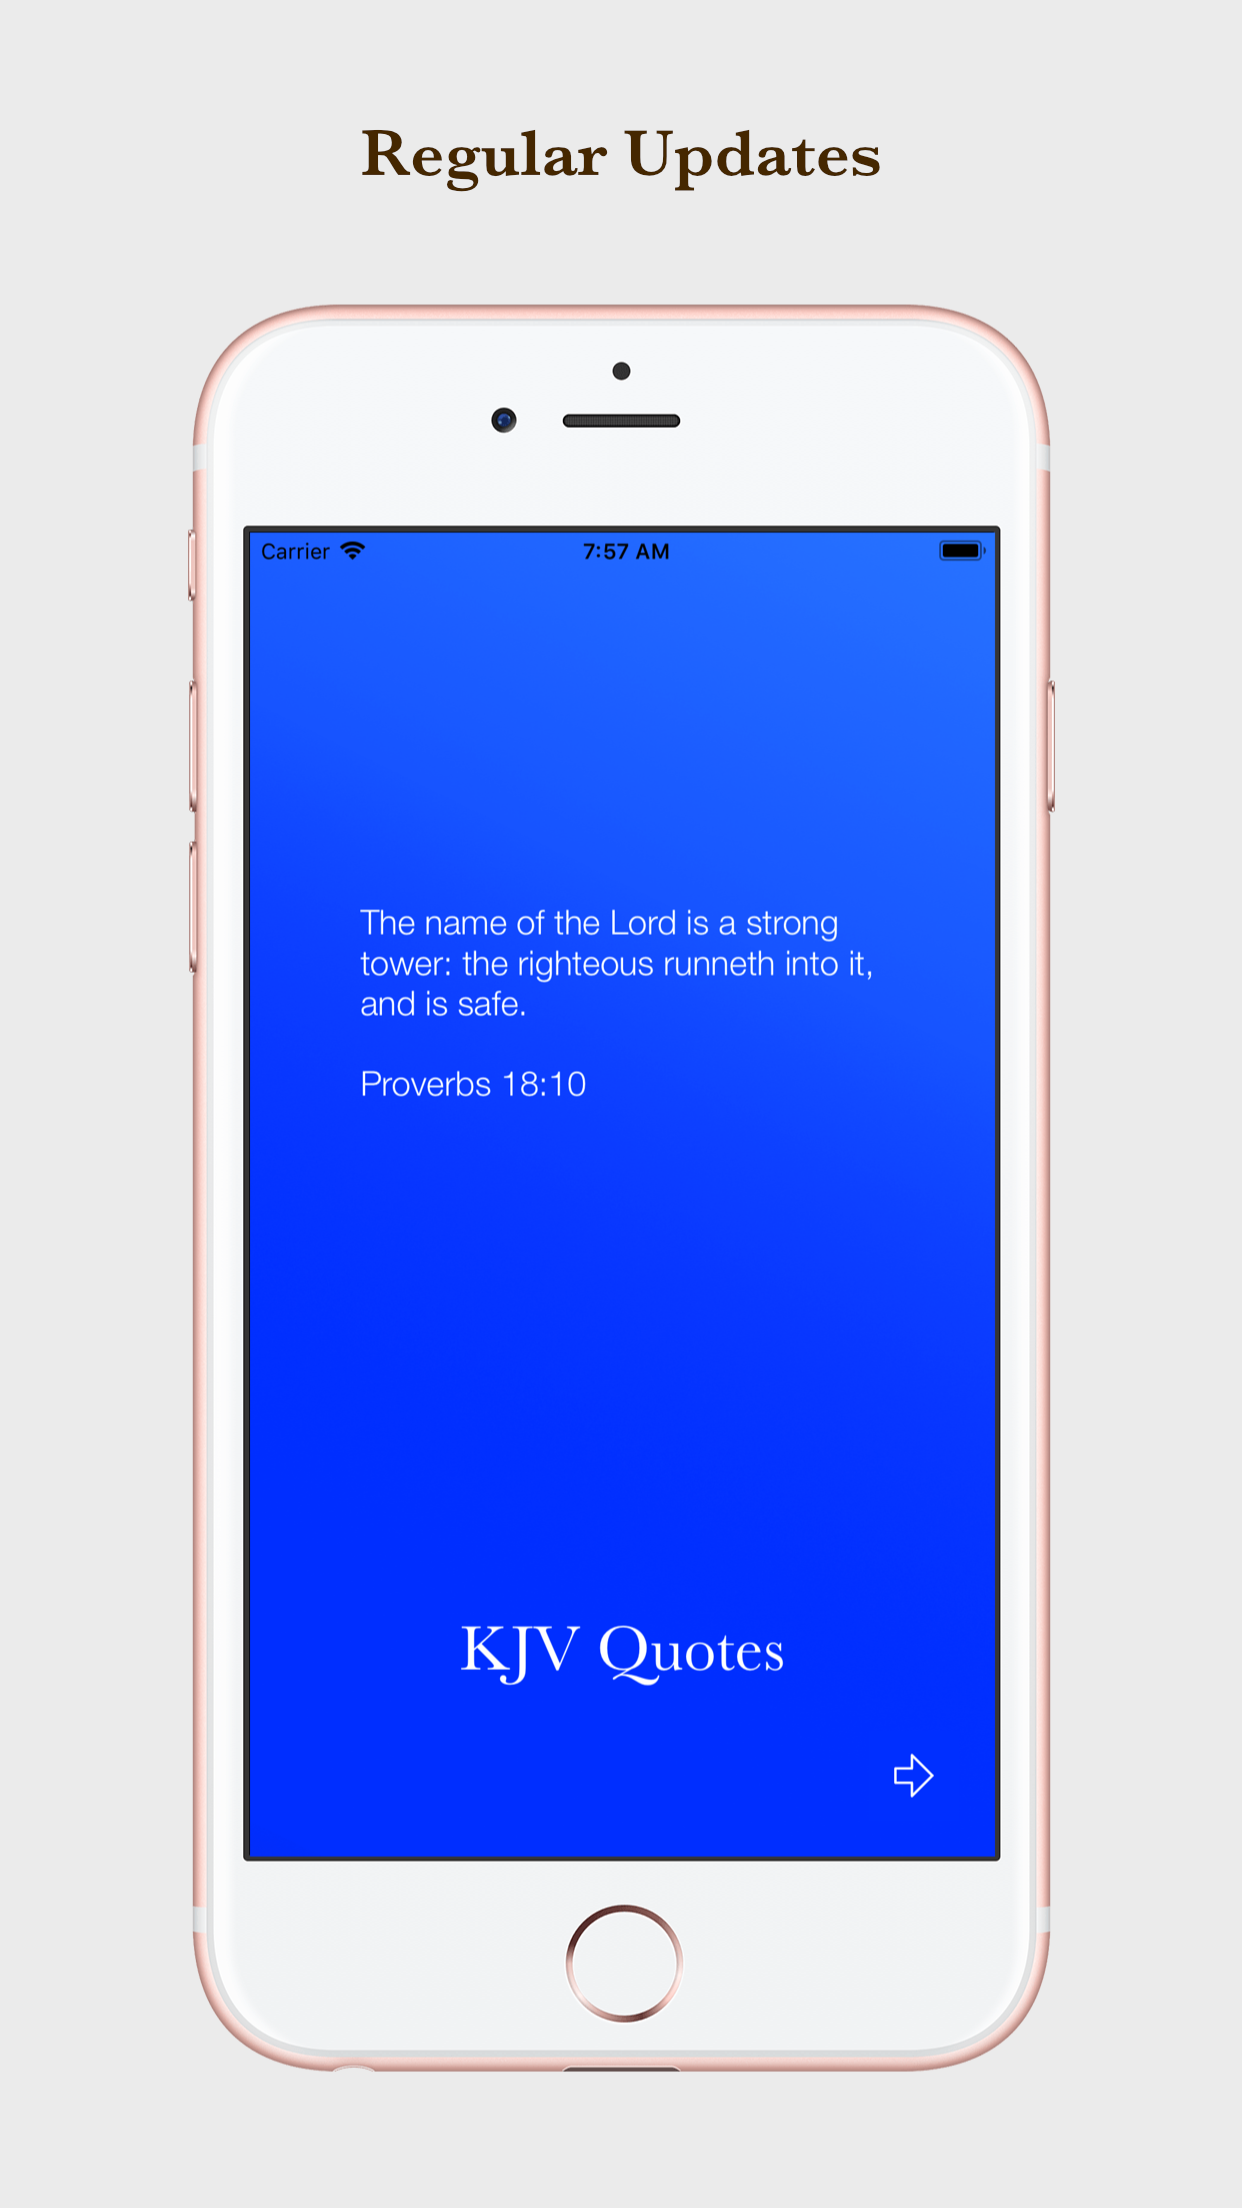 Regular Updates
Carrier
7:57 AM
The name of the Lord is a strong
tower: the righteous runneth into it,
and is safe.
Proverbs 18:10
KJV Quotes